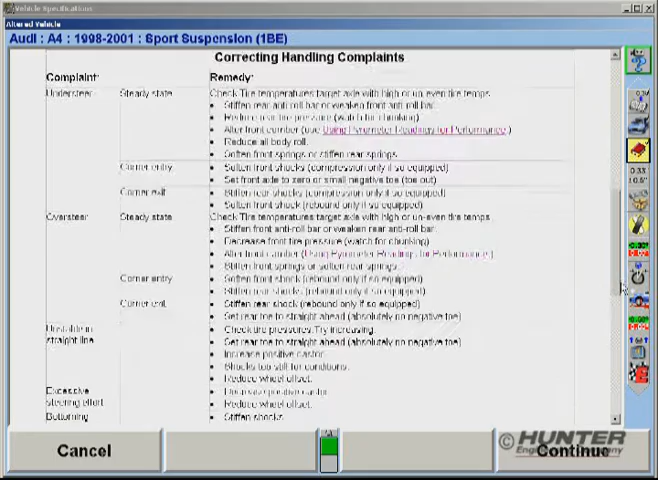 Vehicle Specifications
Altered Vehicle
Audi : A4 : 1998-2001 : Sport Suspension (1BE)
Correcting Handling Complaints
Complaint: Remedy:
Understeer Steady state Check Tire temperatures target axle with high or un-even tire temps
• Stiffen rear anti-roll bar or weaken front anti-roll bar.
• Reduce rear tire pressure (watch for chunking)
• Alter front camber (use Using Pyrometer Readings for Performance.)
• Reduce all body roll.
• Soften front springs or stiffen rear springs
Corner entry • Soften front shocks (compression only if so equipped)
• Set front axle to zero or small negative toe (toe out)
Corner exit • Stiffen rear shocks (compression only if so equipped)
• Soften front shock (rebound only if so equipped)
Oversteer Steady state Check Tire temperatures target axle with high or un-even tire temps
• Stiffen front anti-roll bar or weaken rear anti-roll bar.
• Decrease front tire pressure (watch for chunking)
• Alter front camber (Using Pyrometer Readings for Performance.)
• Stiffen front springs or soften rear springs.
Corner entry • Soften front shock (rebound only if so equipped)
• Stiffen rear shocks (rebound only if so equipped)
Corner exit • Stiffen rear shock (rebound only if so equipped)
• Set rear toe to straight ahead (absolutely no negative toe)
Unstable in straight line • Check tire pressures. Try increasing.
• Set rear toe to straight ahead (absolutely no negative toe)
• Increase positive castor.
• Shocks too stiff for conditions.
• Reduce wheel offset.
Excessive steering effort • Decrease positive castor.
• Reduce wheel offset.
Bottoming • Stiffen shocks
Cancel
Continue
© HUNTER